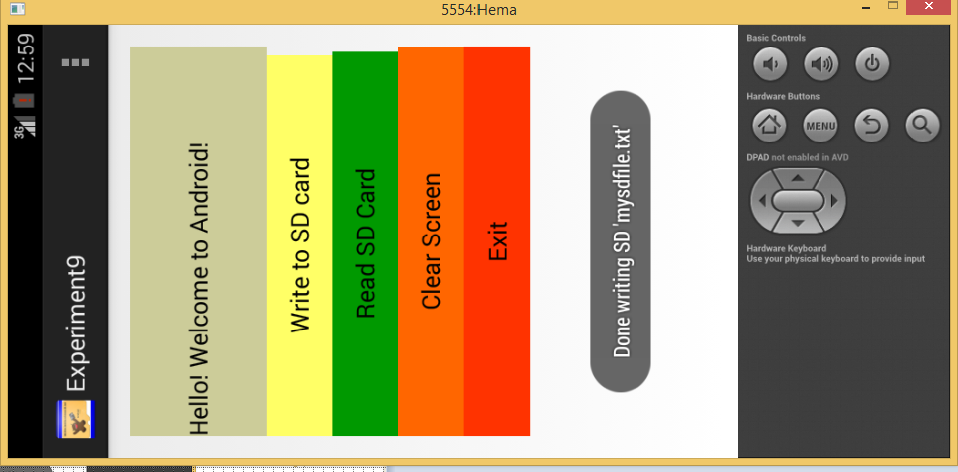 5554:Hema
3G 12:59
Experiment9
Hello! Welcome to Android!
Write to SD card
Read SD Card
Clear Screen
Exit
Done writing SD 'mysdfile.txt'
Basic Controls
Hardware Buttons
MENU
DPAD not enabled in AVD
Hardware Keyboard
Use your physical keyboard to provide input